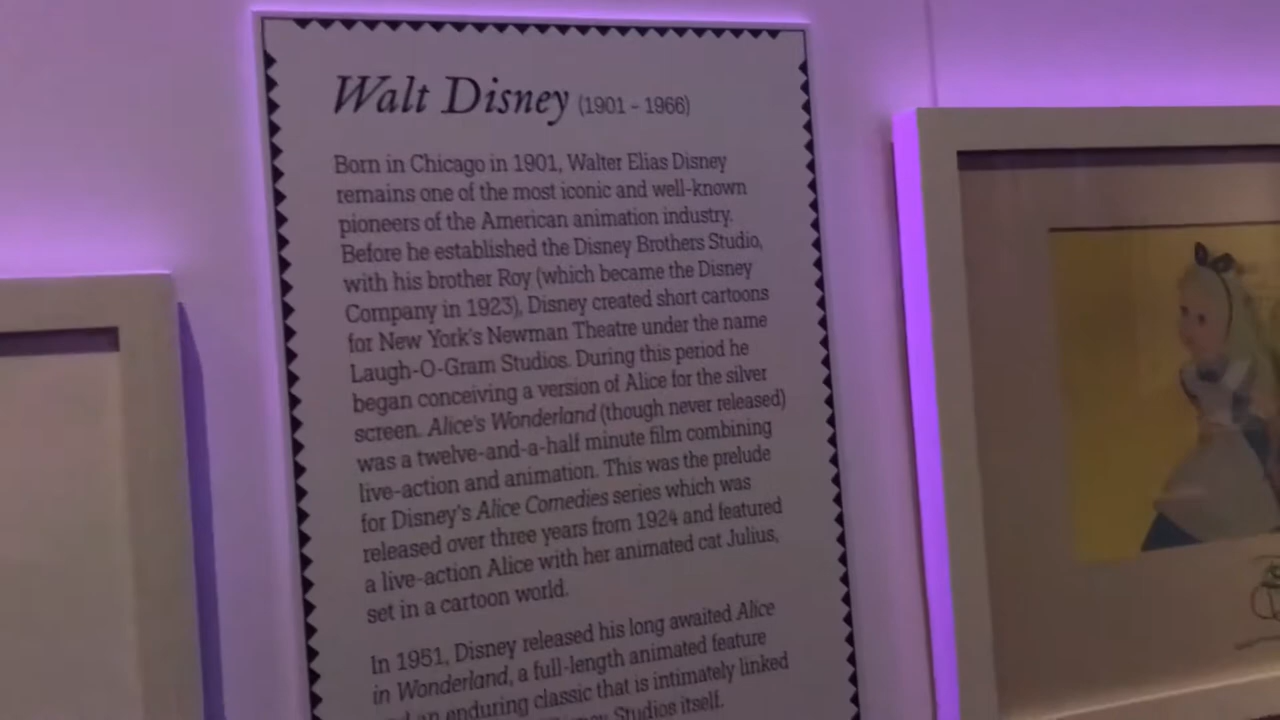 Walt Disney (1901 - 1966)
Born in Chicago in 1901, Walter Elias Disney
remains one of the most iconic and well-known
pioneers of the American animation industry.
Before he established the Disney Brothers Studio,
with his brother Roy (which became the Disney
Company in 1923), Disney created short cartoons
for New York's Newman Theatre under the name
Laugh-O-Gram Studios. During this period he
began conceiving a version of Alice for the silver
screen. Alice's Wonderland (though never released)
was a twelve-and-a-half minute film combining
live-action and animation. This was the prelude
for Disney's Alice Comedies series which was
released over three years from 1924 and featured
a live-action Alice with her animated cat Julius,
set in a cartoon world.
In 1951, Disney released his long awaited Alice
in Wonderland, a full-length animated feature
an enduring classic that is intimately linked
Studios itself.